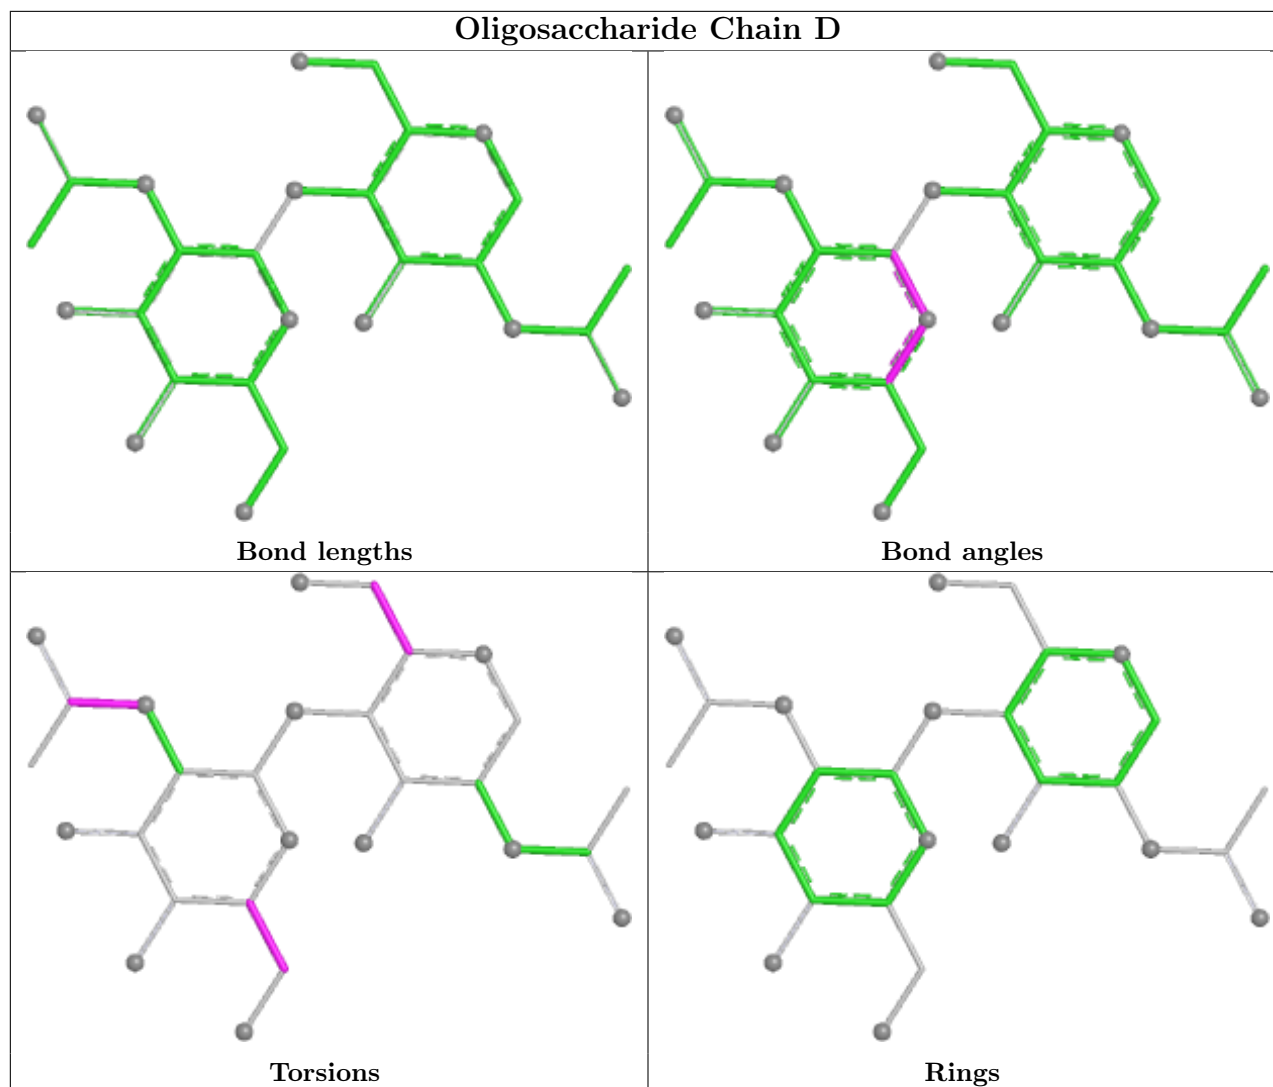 Oligosaccharide Chain D
Bond lengths
Bond angles
Torsions
Rings